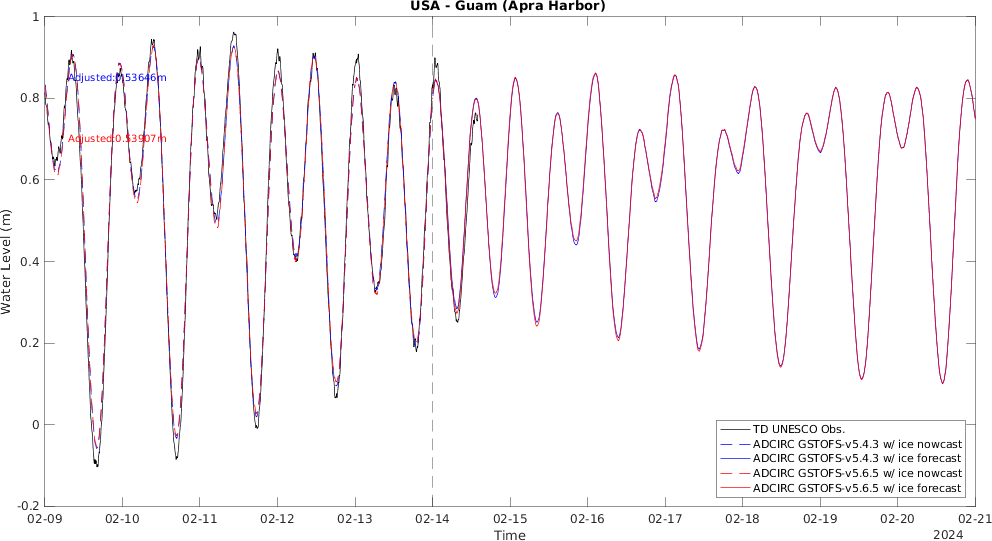 USA - Guam (Apra Harbor)
1
0.8
0.6
0.4
0.2
0
-0.2
Water Level (m)
Adjusted:0.53646m
Adjusted:0.53907m
TD UNESCO Obs.
ADCIRC GSTOFS-v5.4.3 w/ ice nowcast
ADCIRC GSTOFS-v5.4.3 w/ ice forecast
ADCIRC GSTOFS-v5.6.5 w/ ice nowcast
ADCIRC GSTOFS-v5.6.5 w/ ice forecast
02-09 02-10 02-11 02-12 02-13 02-14 02-15 02-16 02-17 02-18 02-19 02-20 02-21
Time
2024